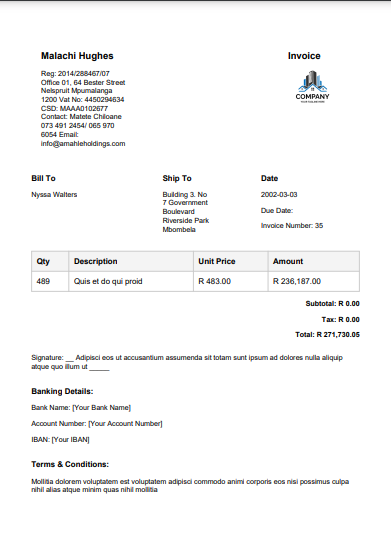 Malachi Hughes
Invoice
Reg: 2014/288467/07
Office 01, 64 Bester Street
Nelspruit Mpumalanga
1200 Vat No: 4450294634
CSD: MAAA0102677
Contact: Matete Chiloane
073 491 2454/ 065 970
6054 Email:
info@amahleholdings.com
COMPANY
Bill To
Nyssa Walters
Ship To
Building 3. No
7 Government
Boulevard
Riverside Park
Mbombela
Date
2002-03-03
Due Date:
Invoice Number: 35
Qty Description Unit Price Amount
489 Quis et do qui proid R 483.00 R 236,187.00
Subtotal: R 0.00
Tax: R 0.00
Total: R 271,730.05
Signature: __ Adipisci eos ut accusantium assumenda sit totam sunt ipsum ad dolores nulla aliquip
atque quo illum ut _____
Banking Details:
Bank Name: [Your Bank Name]
Account Number: [Your Account Number]
IBAN: [Your IBAN]
Terms & Conditions:
Mollitia dolorem voluptatem est voluptatem adipisci commodo animi corporis eos nisi possimus culpa
nihil alias atque minim quas nihil mollitia